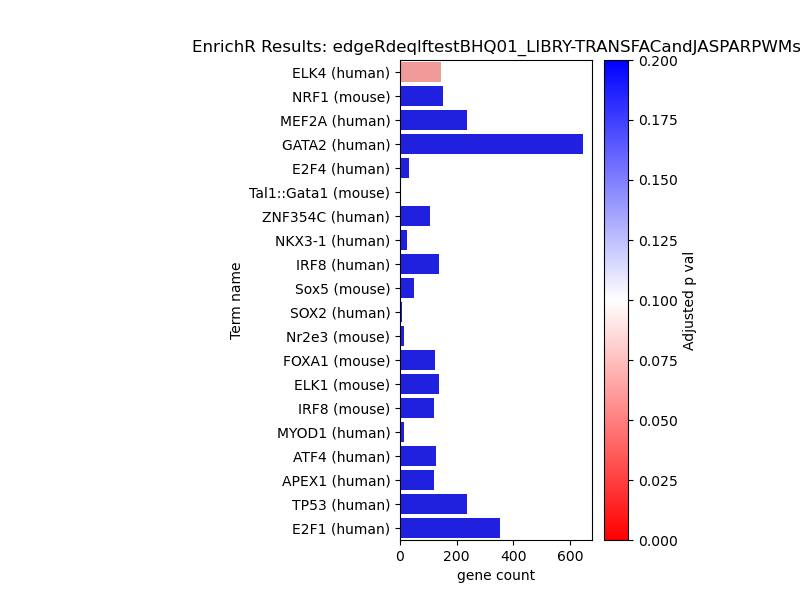 EnrichR Results: edgeRdeqlftestBHQ01_LIBRY-TRANSFACandJASPARPWMs
ELK4 (human)
NRF1 (mouse)
MEF2A (human)
GATA2 (human)
E2F4 (human)
Tal1::Gata1 (mouse)
ZNF354C (human)
NKX3-1 (human)
IRF8 (human)
Sox5 (mouse)
SOX2 (human)
Nr2e3 (mouse)
FOXA1 (mouse)
ELK1 (mouse)
IRF8 (mouse)
MYOD1 (human)
ATF4 (human)
APEX1 (human)
TP53 (human)
E2F1 (human)
Term name
0 200 400 600
gene count
0.200
0.175
0.150
0.125
0.100
0.075
0.050
0.025
0.000
Adjusted p val